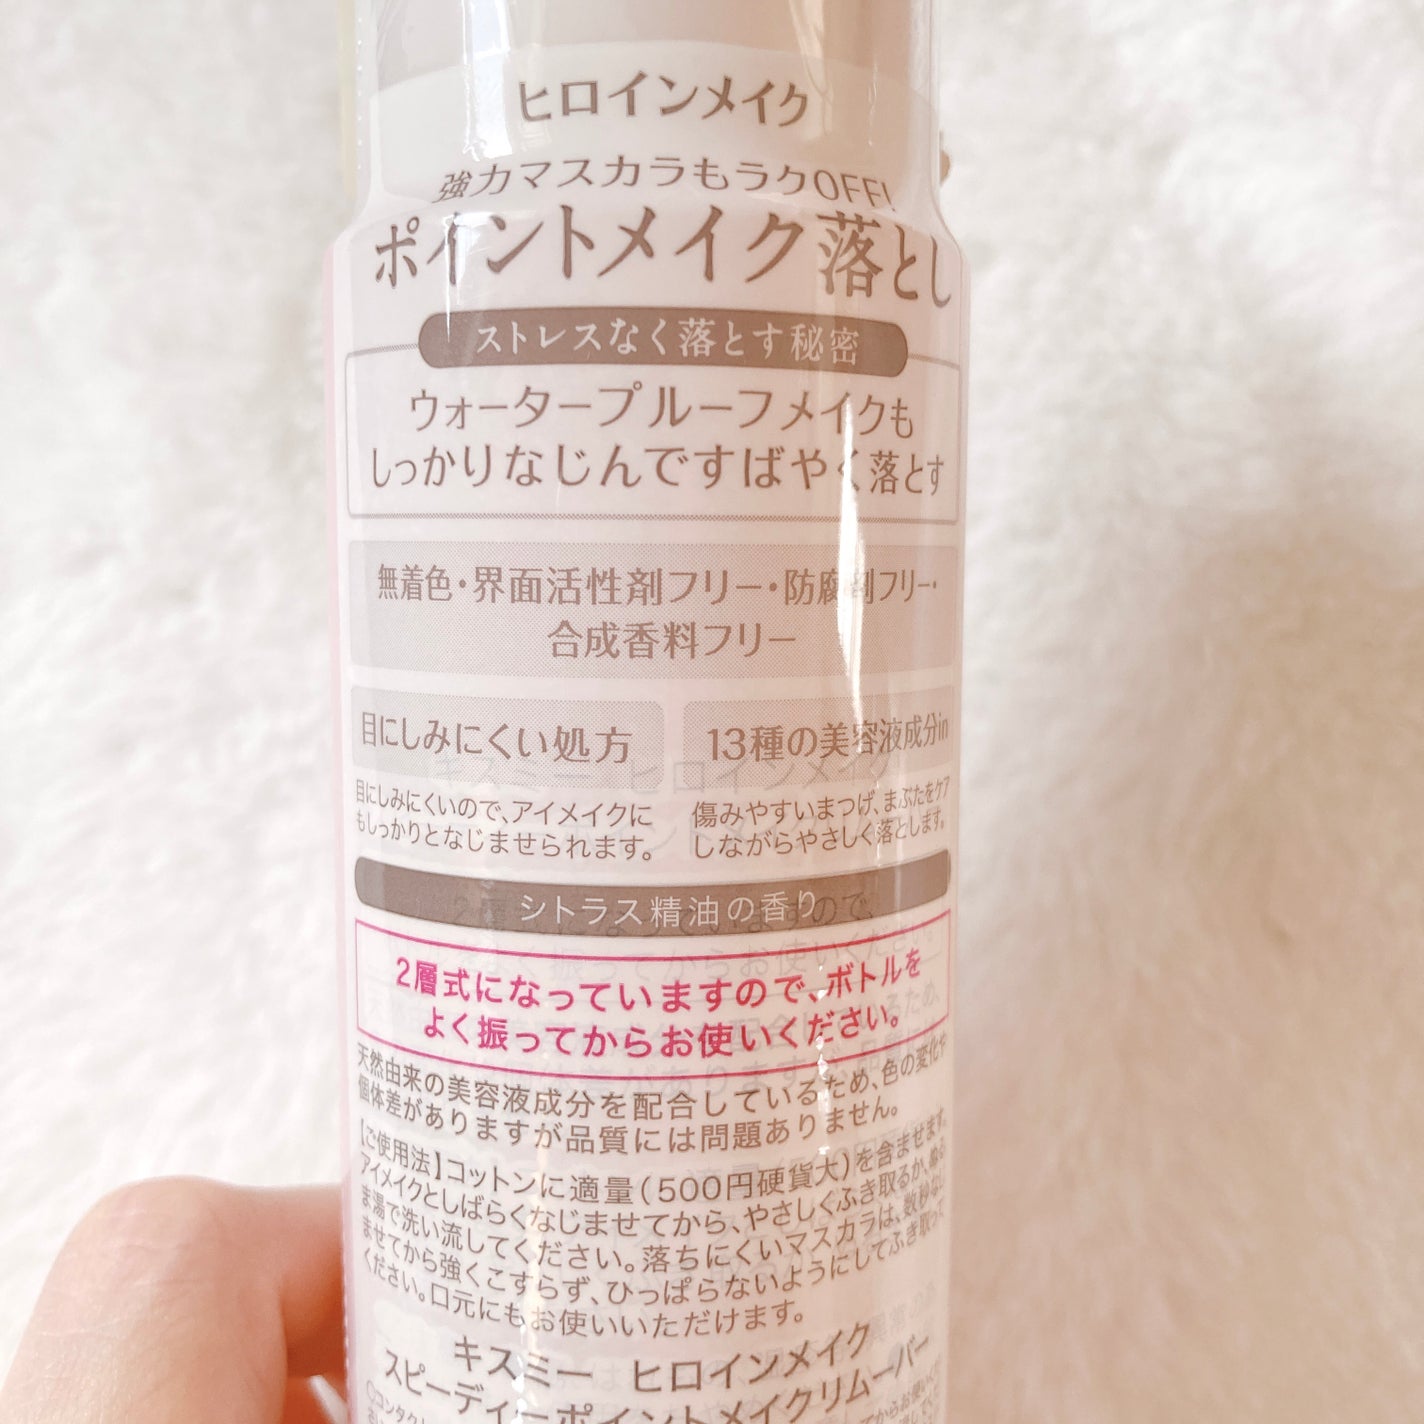 ヒロインメイク
強力マスカラもラクOFF!
ポイントメイク落とし
ストレスなく落とす秘密
ウォータープルーフメイクも
しっかりなじんですばやく落とす
無着色・界面活性剤フリー・防腐剤フリー・
合成香料フリー
目にしみにくい処方
目にしみにくいので、アイメイクに
もしっかりとなじませられます。
13種の美容液成分in
傷みやすいまつげ、まぶたをケア
しながらやさしく落とします。
シトラス精油の香り
2層式になっていますので、ボトルを
よく振ってからお使いください。
天然由来の美容液成分を配合しているため、色の変化や
個体差がありますが品質には問題ありません。
【ご使用法】コットンに適量(500円硬貨大)を含ませます。
アイメイクとしばらくなじませてから、やさしくふき取るか、ぬる
ま湯で洗い流してください。落ちにくいマスカラは、数秒なじ
ませてから強くこすらず、ひっぱらないようにしてふき取って
ください。口元にもお使いいただけます。
キスミー ヒロインメイク
スピーディーポイントメイクリムーバー